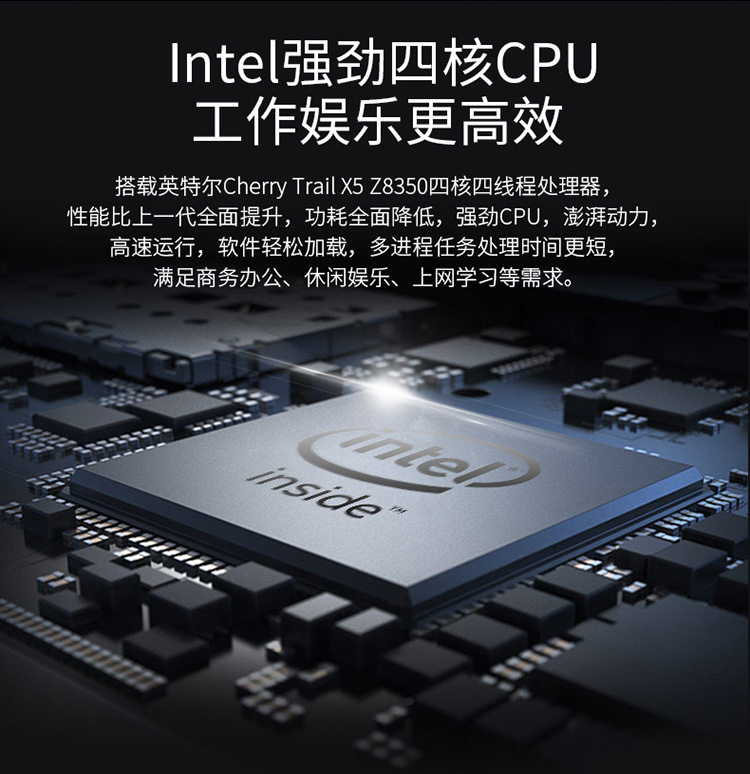 Intel强劲四核CPU
工作娱乐更高效
搭载英特尔Cherry Trail X5 Z8350四核四线程处理器，
性能比上一代全面提升，功耗全面降低，强劲CPU，澎湃动力，
高速运行，软件轻松加载，多进程任务处理时间更短，
满足商务办公、休闲娱乐、上网学习等需求。
intel®
inside™